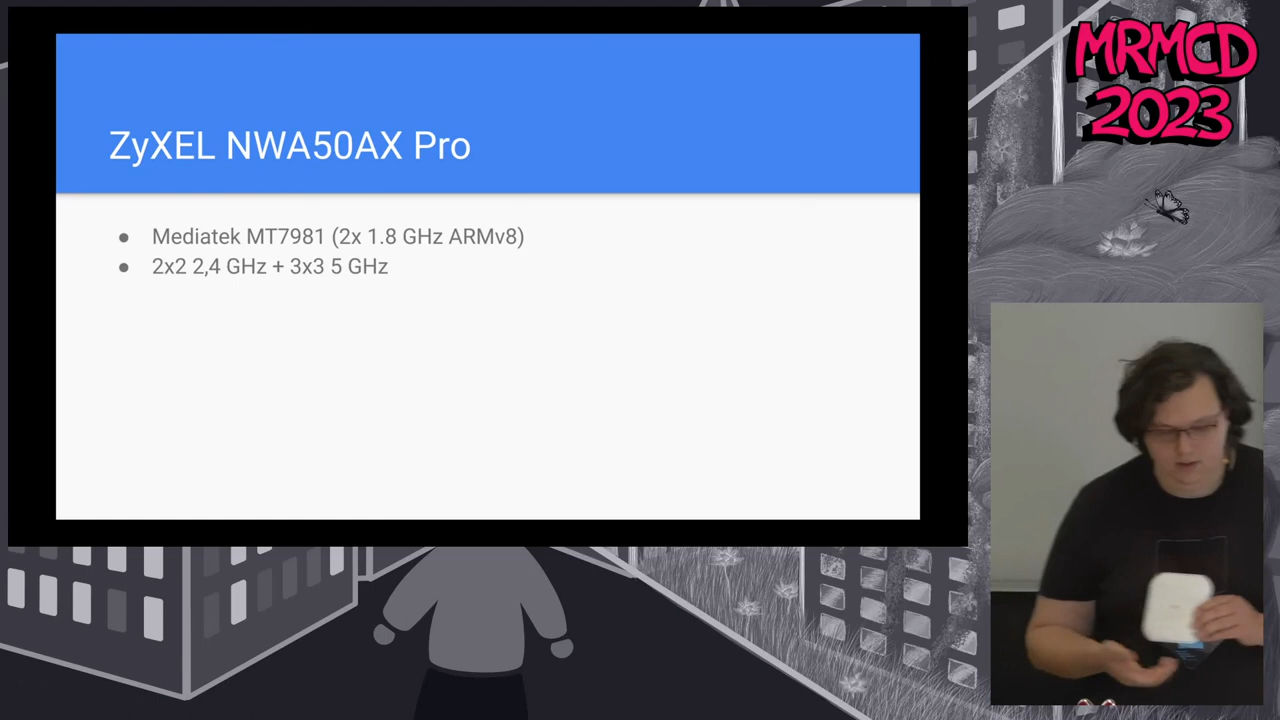 ZyXEL NWA50AX Pro
● Mediatek MT7981 (2x 1.8 GHz ARMv8)
● 2x2 2,4 GHz + 3x3 5 GHz
MRMCD
2023